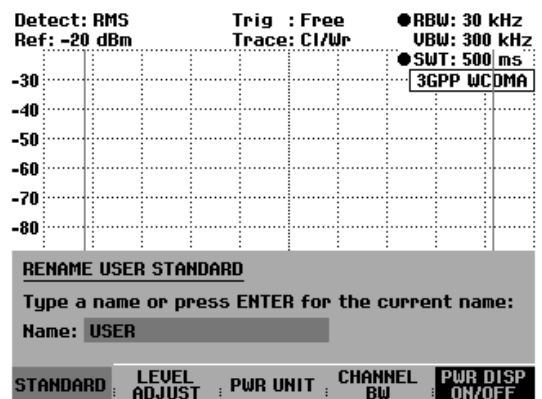 Detect: RMS Trig : Free ●RBW: 30 kHz
Ref: -20 dBm Trace: Cl/Wr VBW: 300 kHz
●SWT: 500 ms
3GPP WCDMA
-30
-40
-50
-60
-70
-80
RENAME USER STANDARD
Type a name or press ENTER for the current name:
Name: USER
STANDARD LEVEL ADJUST PWR UNIT CHANNEL BW PWR DISP ON/OFF